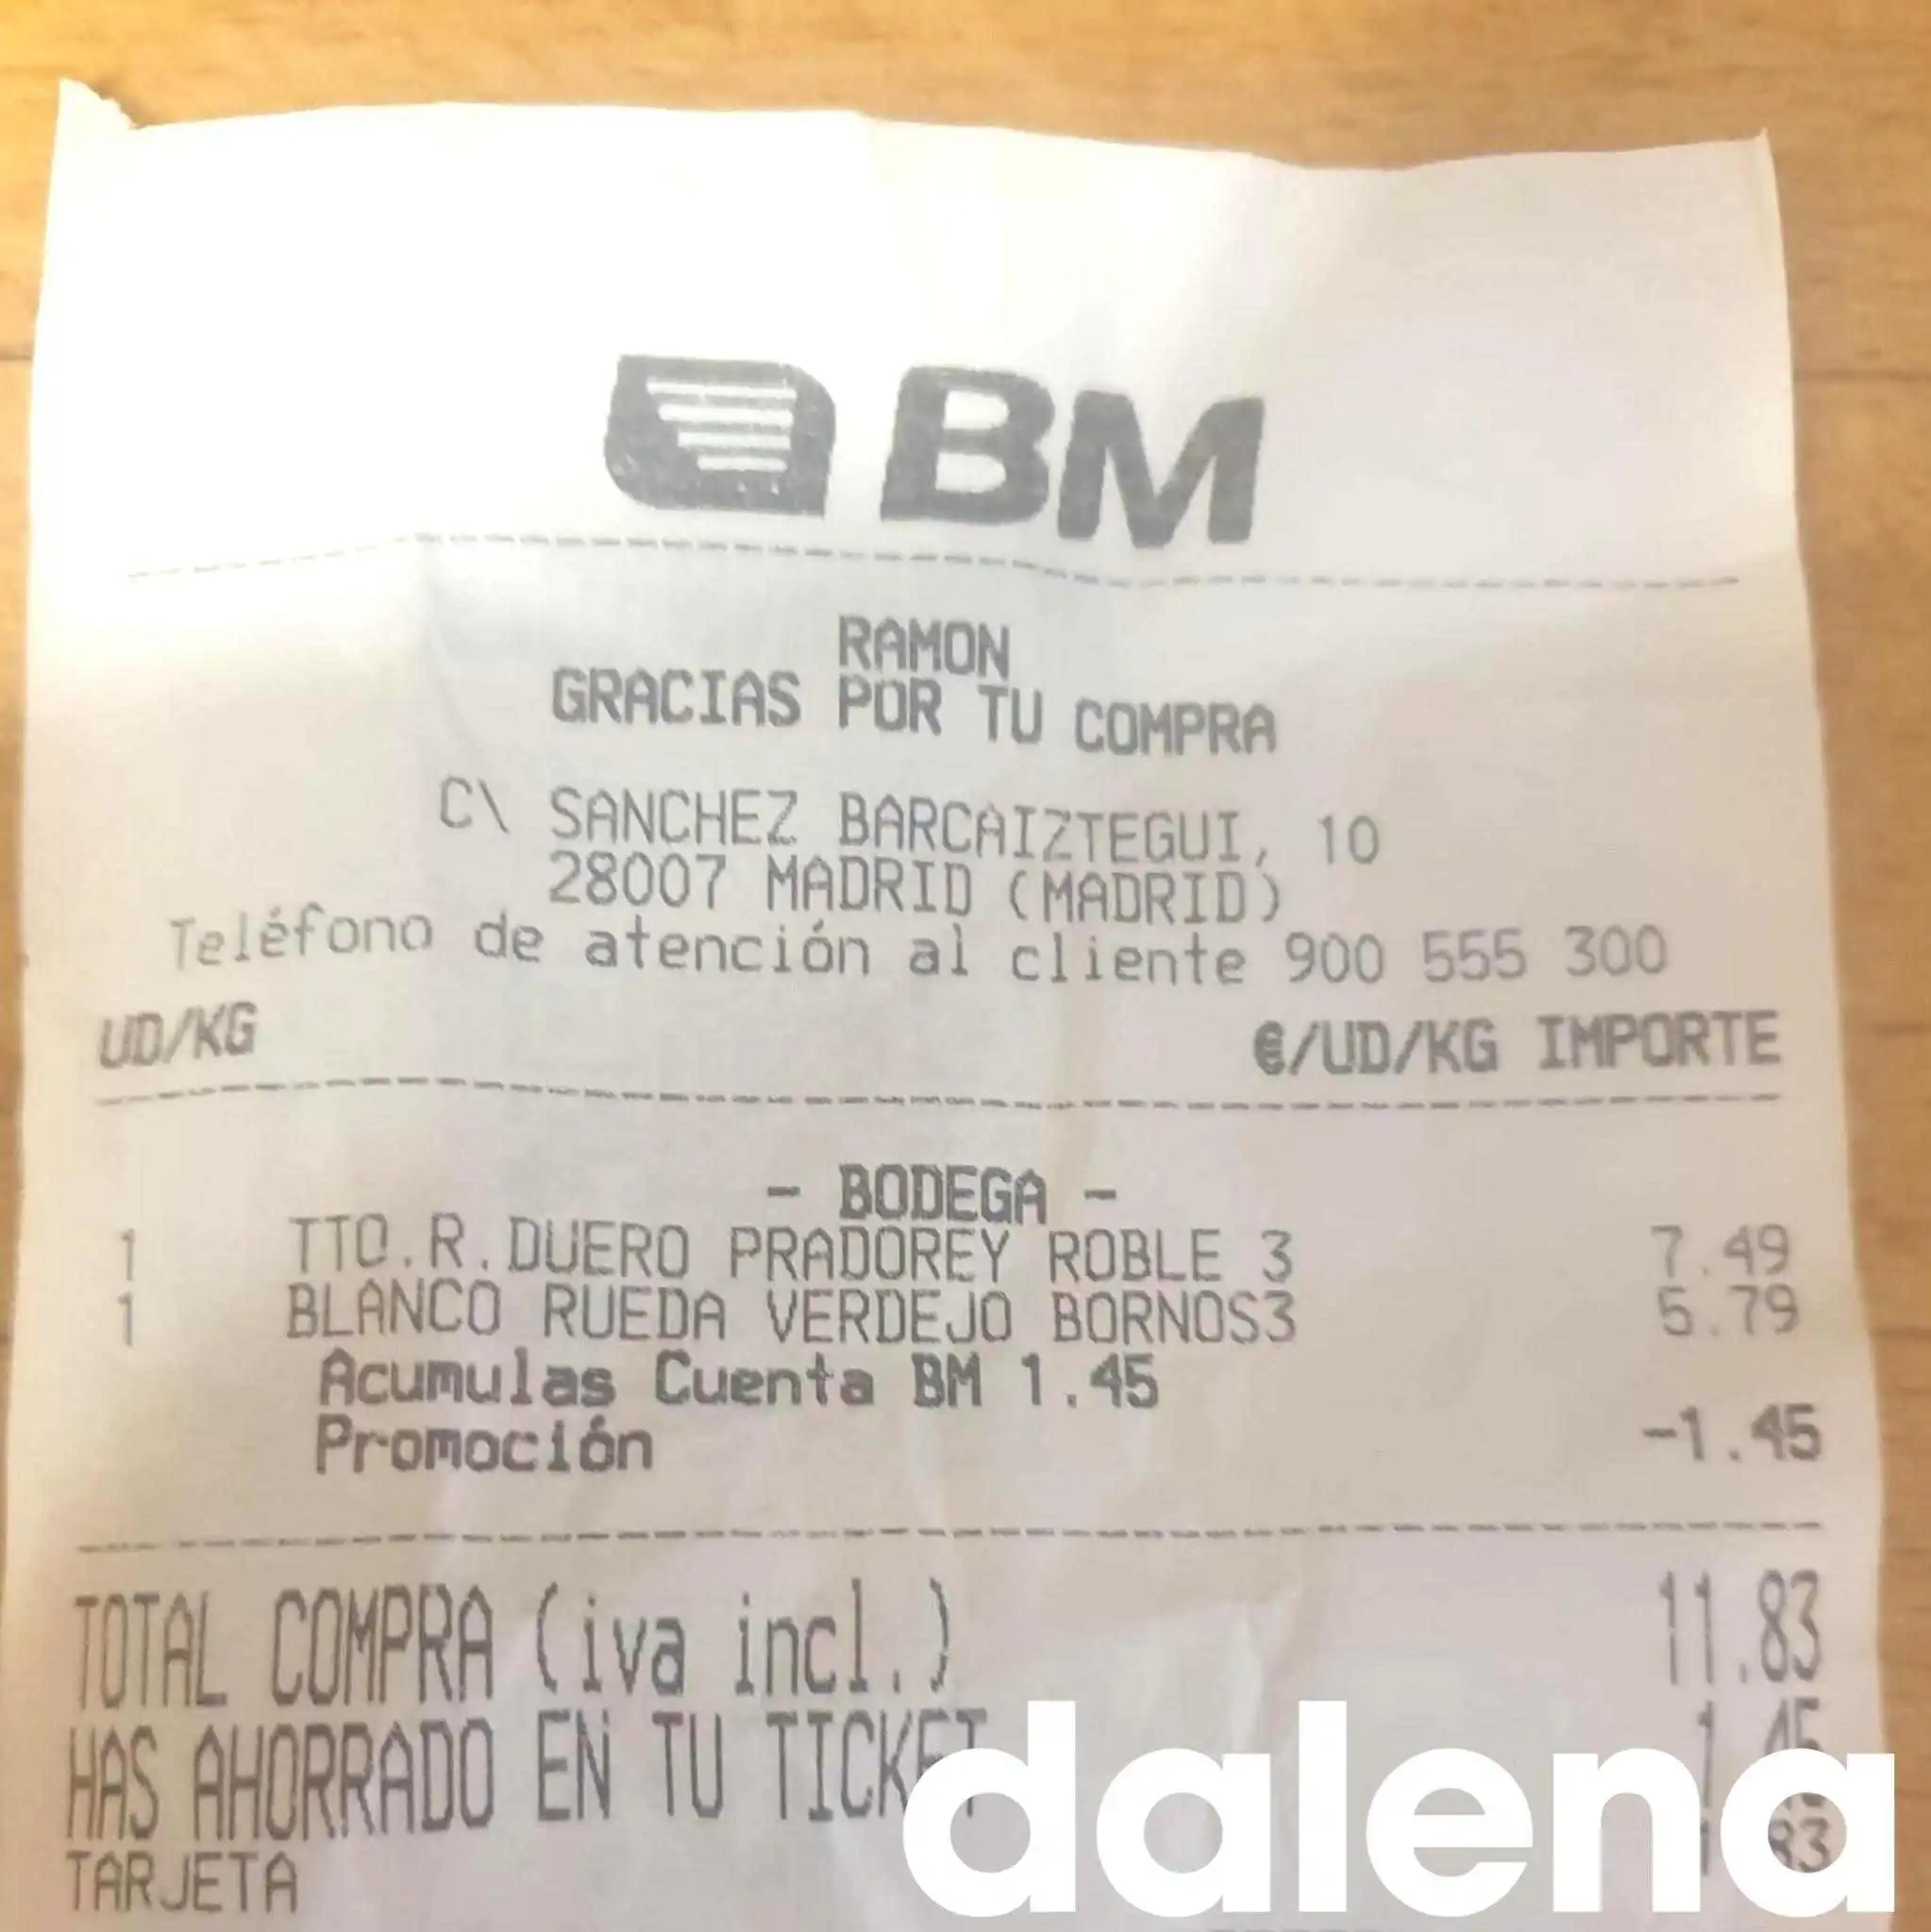 BM
RAMON
GRACIAS POR TU COMPRA
C\ SANCHEZ BARCAIZTEGUI, 10
28007 MADRID (MADRID)
Teléfono de atención al cliente 900 555 300
UD/KG €/UD/KG IMPORTE
- BODEGA -
1 TTO.R.DUERO PRADOREY ROBLE 3 7.49
1 BLANCO RUEDA VERDEJO BORNOS3 5.79
Acumulas Cuenta BM 1.45
Promoción -1.45
TOTAL COMPRA (iva incl.) 11.83
HAS AHORRADO EN TU TICKET 1.45
TARJETA
dalena